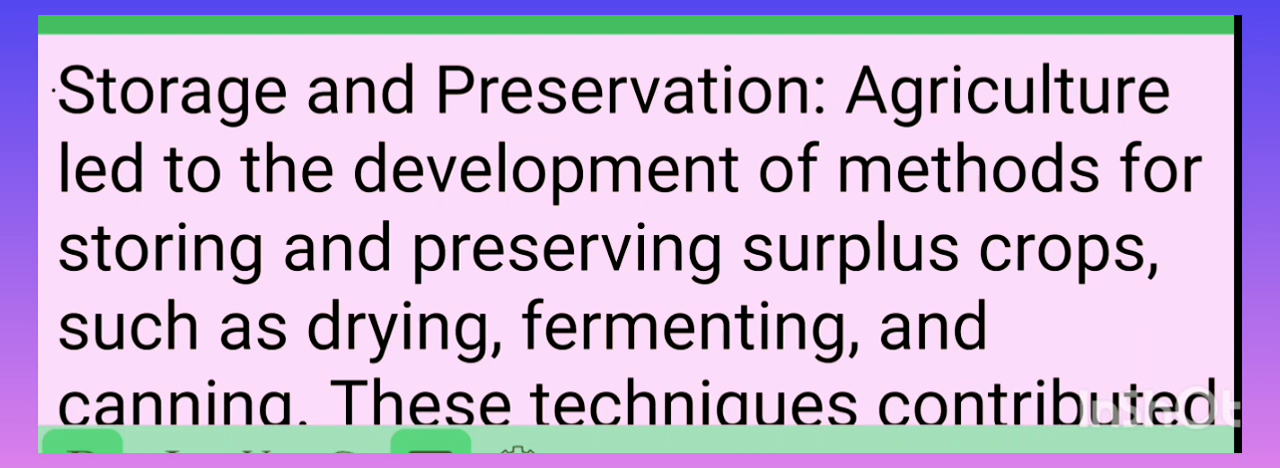 ·Storage and Preservation: Agriculture
led to the development of methods for
storing and preserving surplus crops,
such as drying, fermenting, and
canning. These techniques contributed
InShOt